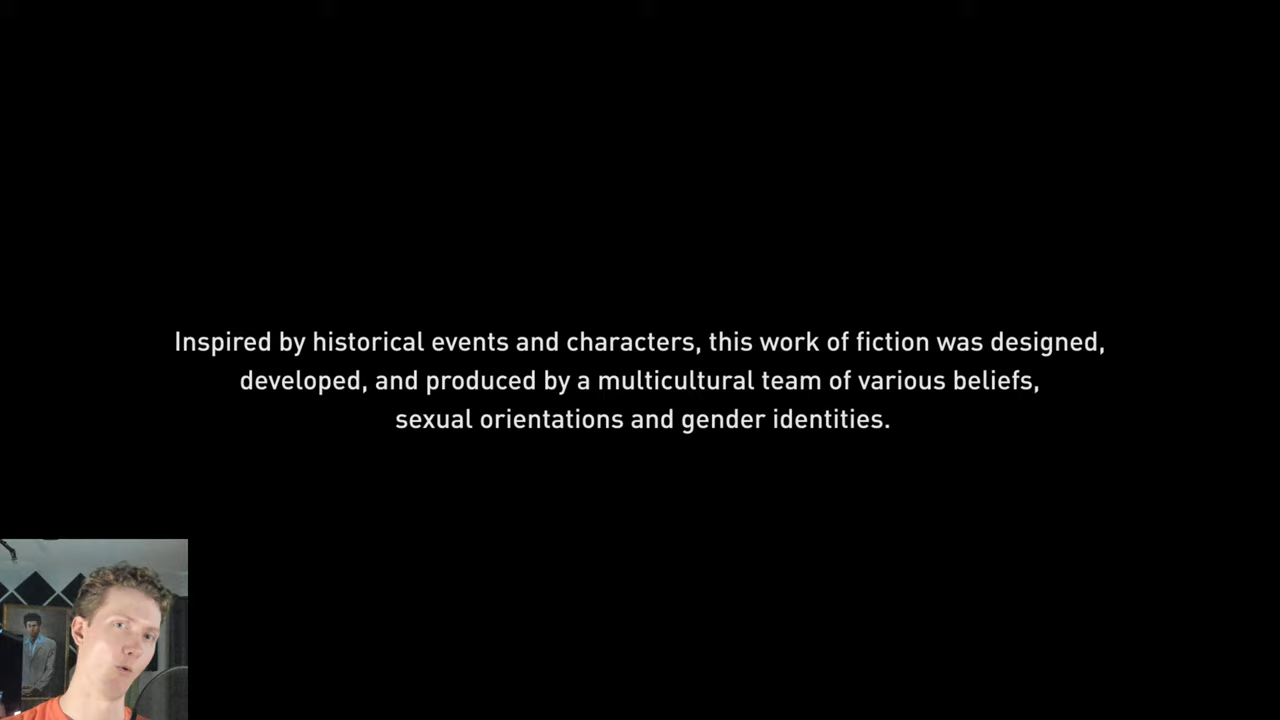 Inspired by historical events and characters, this work of fiction was designed,
developed, and produced by a multicultural team of various beliefs,
sexual orientations and gender identities.